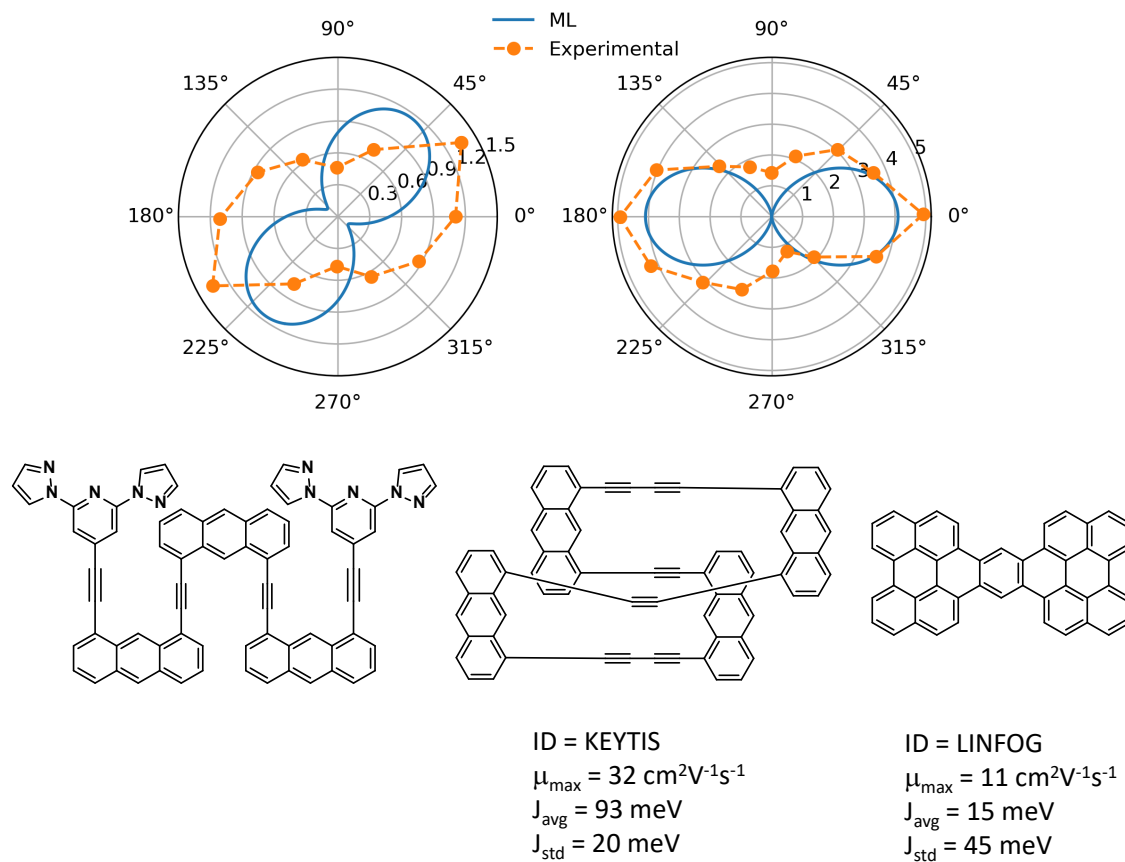 ML
Experimental
90°
135°
45°
180°
0°
225°
315°
270°
0.3
0.6
0.9
1.2
1.5
90°
135°
45°
180°
0°
225°
315°
270°
1
2
3
4
5
N
N
N
N
N
N
N
N
N
N
ID = KEYTIS
μmax = 32 cm²V⁻¹s⁻¹
Javg = 93 meV
Jstd = 20 meV
ID = LINFOG
μmax = 11 cm²V⁻¹s⁻¹
Javg = 15 meV
Jstd = 45 meV